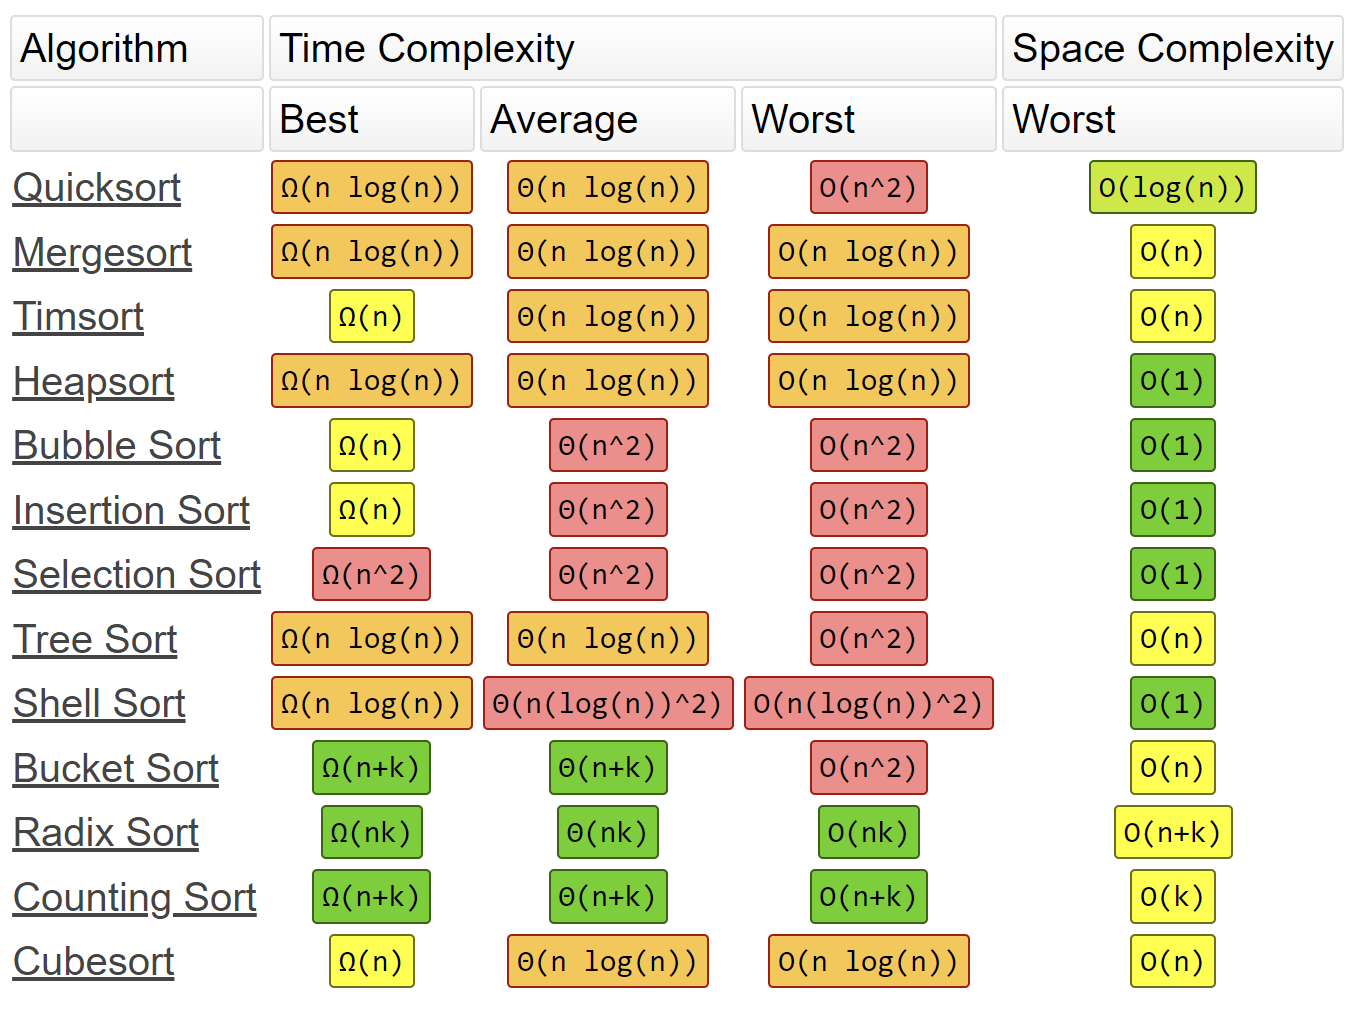 Algorithm Time Complexity Space Complexity
Best Average Worst Worst
Quicksort Ω(n log(n)) Θ(n log(n)) O(n^2) O(log(n))
Mergesort Ω(n log(n)) Θ(n log(n)) O(n log(n)) O(n)
Timsort Ω(n) Θ(n log(n)) O(n log(n)) O(n)
Heapsort Ω(n log(n)) Θ(n log(n)) O(n log(n)) O(1)
Bubble Sort Ω(n) Θ(n^2) O(n^2) O(1)
Insertion Sort Ω(n) Θ(n^2) O(n^2) O(1)
Selection Sort Ω(n^2) Θ(n^2) O(n^2) O(1)
Tree Sort Ω(n log(n)) Θ(n log(n)) O(n^2) O(n)
Shell Sort Ω(n log(n)) Θ(n(log(n))^2) O(n(log(n))^2) O(1)
Bucket Sort Ω(n+k) Θ(n+k) O(n^2) O(n)
Radix Sort Ω(nk) Θ(nk) O(nk) O(n+k)
Counting Sort Ω(n+k) Θ(n+k) O(n+k) O(k)
Cubesort Ω(n) Θ(n log(n)) O(n log(n)) O(n)